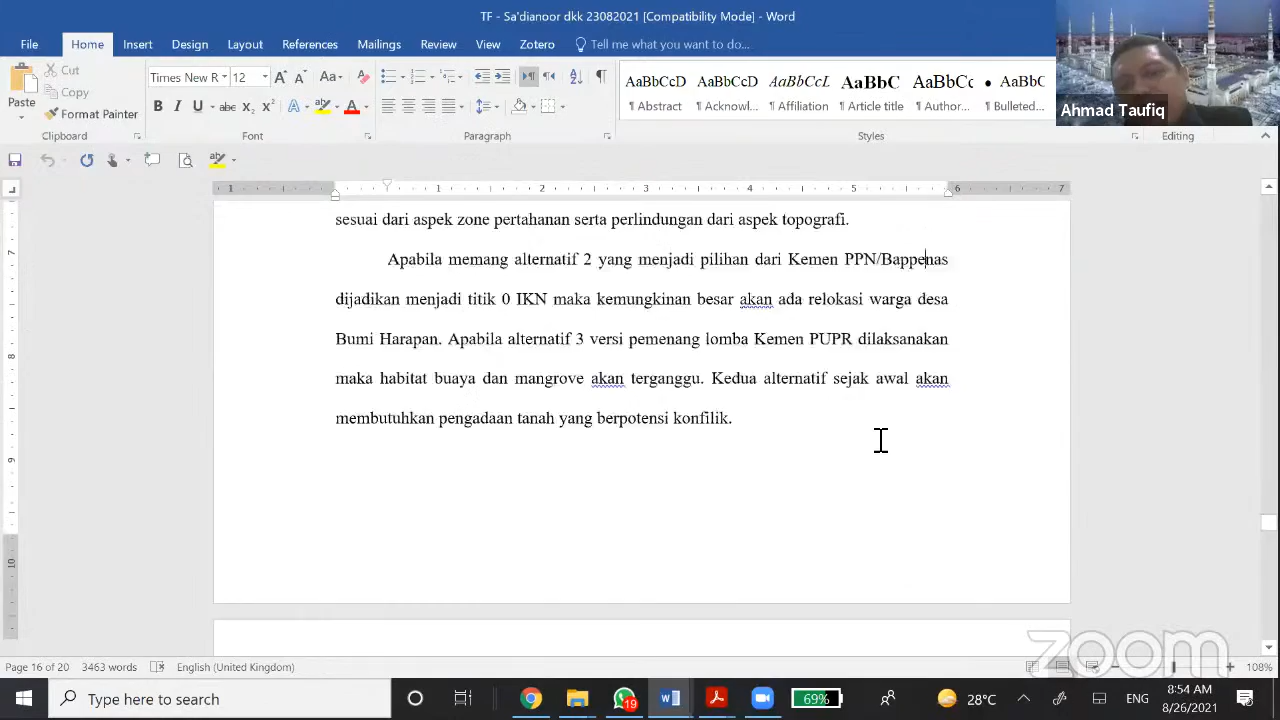 TF - Sa'dianoor dkk 23082021 [Compatibility Mode] - Word
File Home Insert Design Layout References Mailings Review View Zotero Tell me what you want to do...
Cut
Copy
Format Painter
Paste
Clipboard
Times New R 12
Font
Paragraph
AaBbCcD AaBbCcD AaBbCcL AaBbC AaBbCc AaBbC
¶ Abstract ¶ Acknowl... ¶ Affiliation ¶ Article title ¶ Author... ¶ Bulleted...
Styles
Editing
Ahmad Taufiq
sesuai dari aspek zone pertahanan serta perlindungan dari aspek topografi.
Apabila memang alternatif 2 yang menjadi pilihan dari Kemen PPN/Bappenas
dijadikan menjadi titik 0 IKN maka kemungkinan besar akan ada relokasi warga desa
Bumi Harapan. Apabila alternatif 3 versi pemenang lomba Kemen PUPR dilaksanakan
maka habitat buaya dan mangrove akan terganggu. Kedua alternatif sejak awal akan
membutuhkan pengadaan tanah yang berpotensi konfilik.
zoom
Page 16 of 20 3463 words English (United Kingdom) 108%
Type here to search
19
69%
28°C
ENG
8:54 AM
8/26/2021